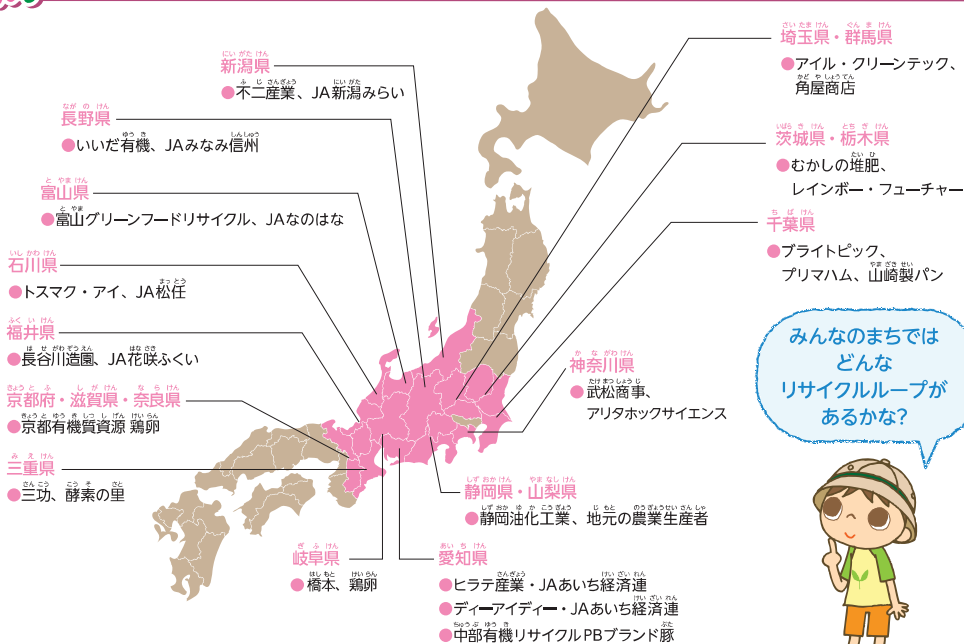 新潟県
●不二産業、JA新潟みらい
長野県
●いいだ有機、JAみなみ信州
富山県
●富山グリーンフードリサイクル、JAなのはな
石川県
●トスマク・アイ、JA松任
福井県
●長谷川造園、JA花咲ふくい
京都府・滋賀県・奈良県
●京都有機質資源 鶏卵
三重県
●三功、酵素の里
岐阜県
●橋本、鶏卵
愛知県
●ヒラテ産業・JAあいち経済連
●ディーアイディー・JAあいち経済連
●中部有機リサイクルPBブランド豚
静岡県・山梨県
●静岡油化工業、地元の農業生産者
神奈川県
●武松商事、
アリタホックサイエンス
埼玉県・群馬県
●アイル・クリーンテック、
角屋商店
茨城県・栃木県
●むかしの堆肥、
レインボー・フューチャー
千葉県
●ブライトピック、
プリマハム、山崎製パン
みんなのまちでは
どんな
リサイクルループが
あるかな?